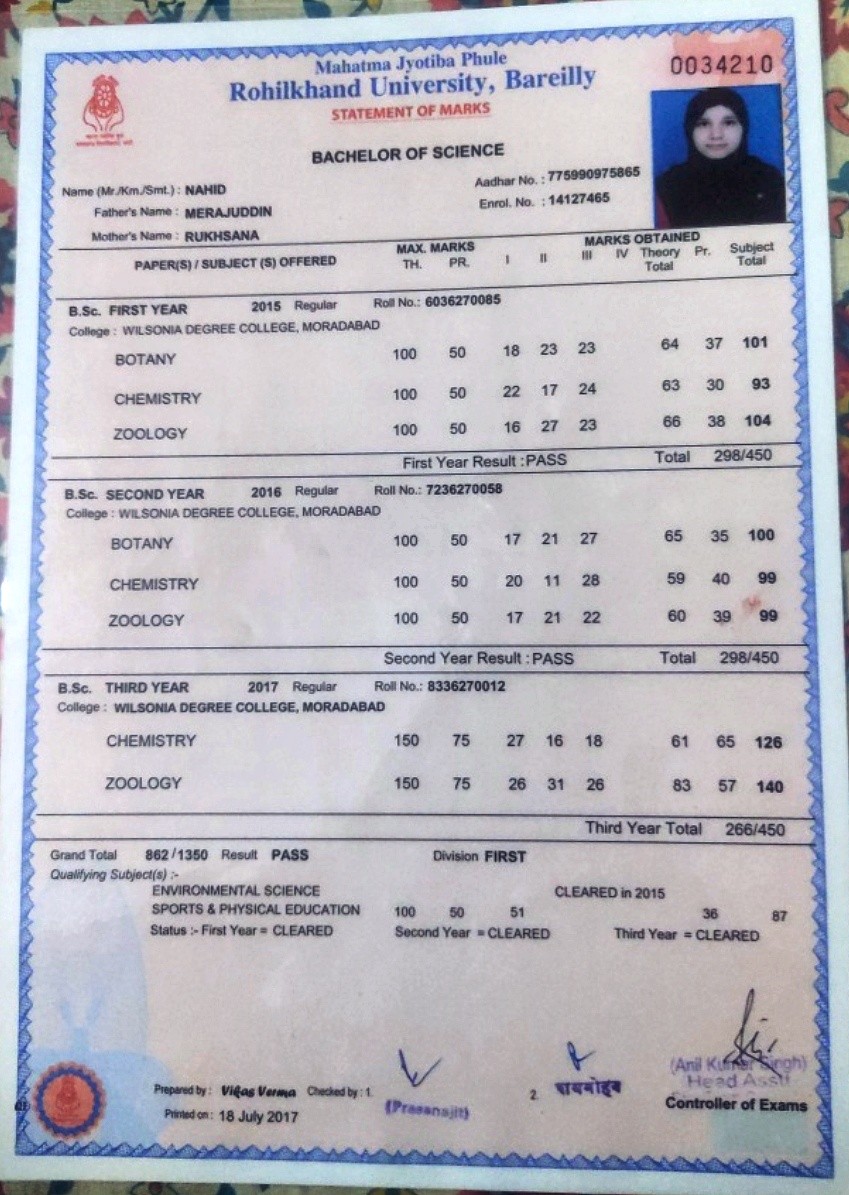 Mahatma Jyotiba Phule
Rohilkhand University, Bareilly
0034210
STATEMENT OF MARKS
BACHELOR OF SCIENCE
Name (Mr./Km./Smt.) : NAHID
Aadhar No. : 775990975865
Father's Name : MERAJUDDIN
Enrol. No. : 14127465
Mother's Name : RUKHSANA
PAPER(S) / SUBJECT (S) OFFERED MAX. MARKS MARKS OBTAINED
TH. PR. I II III IV Theory Total Pr. Subject Total
B.Sc. FIRST YEAR 2015 Regular Roll No.: 6036270085
College : WILSONIA DEGREE COLLEGE, MORADABAD
BOTANY 100 50 18 23 23 64 37 101
CHEMISTRY 100 50 22 17 24 63 30 93
ZOOLOGY 100 50 16 27 23 66 38 104
First Year Result : PASS Total 298/450
B.Sc. SECOND YEAR 2016 Regular Roll No.: 7236270058
College : WILSONIA DEGREE COLLEGE, MORADABAD
BOTANY 100 50 17 21 27 65 35 100
CHEMISTRY 100 50 20 11 28 59 40 99
ZOOLOGY 100 50 17 21 22 60 39 99
Second Year Result : PASS Total 298/450
B.Sc. THIRD YEAR 2017 Regular Roll No.: 8336270012
College : WILSONIA DEGREE COLLEGE, MORADABAD
CHEMISTRY 150 75 27 16 18 61 65 126
ZOOLOGY 150 75 26 31 26 83 57 140
Third Year Total 266/450
Grand Total 862/1350 Result PASS Division FIRST
Qualifying Subject(s) :-
ENVIRONMENTAL SCIENCE CLEARED in 2015
SPORTS & PHYSICAL EDUCATION 100 50 51 36 87
Status :- First Year = CLEARED Second Year = CLEARED Third Year = CLEARED
(Anil Kumar Singh)
Head Asstt
Prepared by : Vikas Verma Checked by : 1. (Prasanajit) 2.
Controller of Exams
Printed on : 18 July 2017